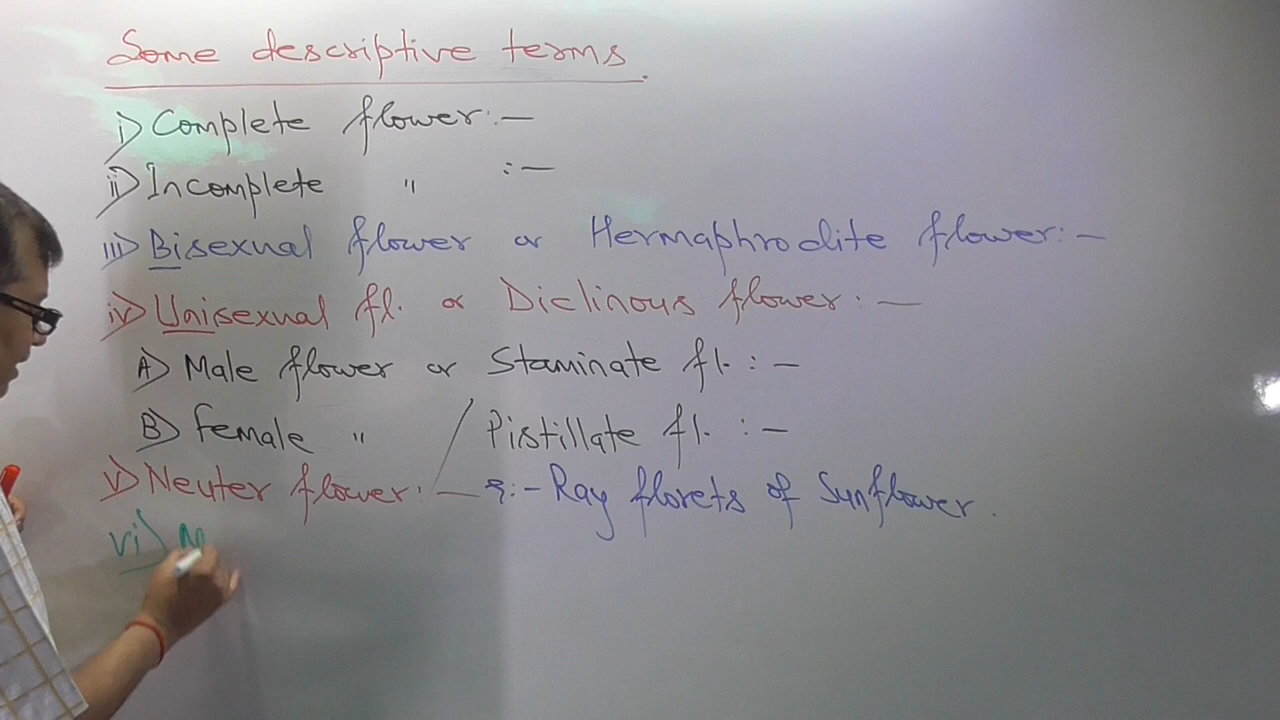 Some descriptive terms.
i) Complete flower:-
ii) Incomplete " :-
iii) Bisexual flower or Hermaphrodite flower:-
iv) Unisexual fl. or Diclinous flower:-
A) Male flower or Staminate fl.:-
B) Female " / Pistillate fl.:-
v) Neuter flower:- :- Ray florets of Sunflower.
vi)